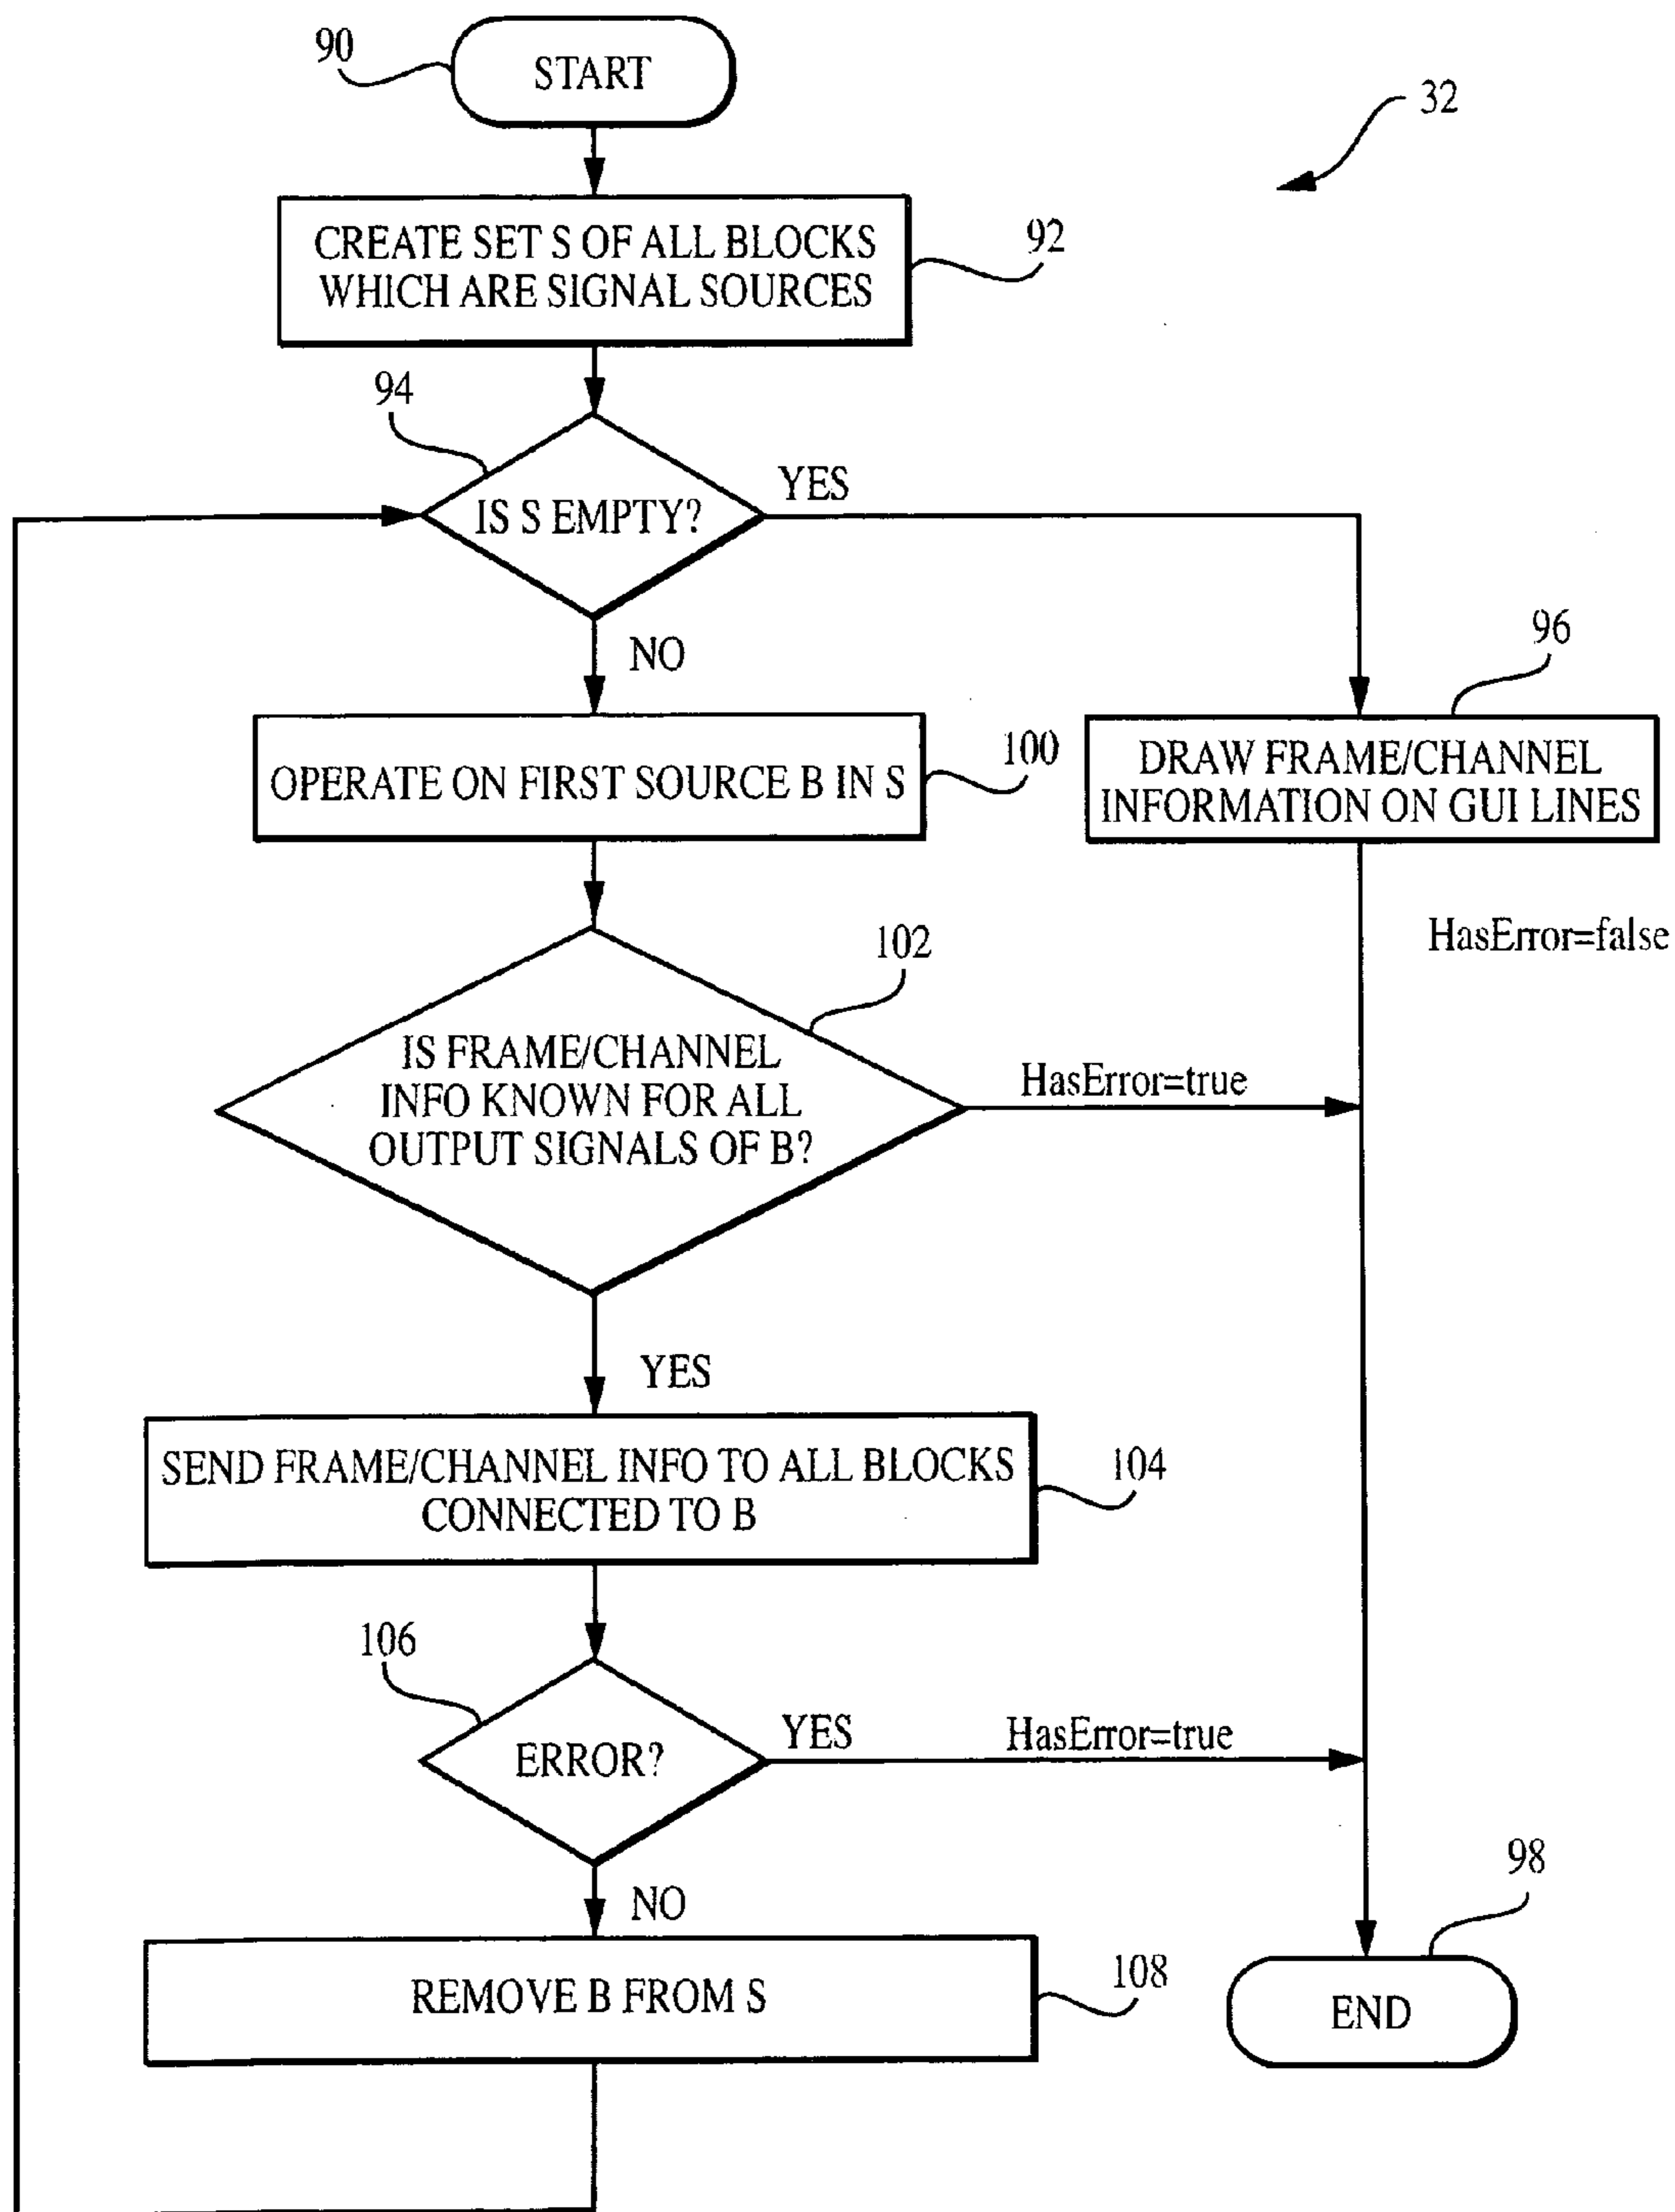 90
START
32
CREATE SET S OF ALL BLOCKS
WHICH ARE SIGNAL SOURCES
92
94
IS S EMPTY?
YES
NO
96
OPERATE ON FIRST SOURCE B IN S
100
DRAW FRAME/CHANNEL
INFORMATION ON GUI LINES
HasError=false
102
IS FRAME/CHANNEL
INFO KNOWN FOR ALL
OUTPUT SIGNALS OF B?
HasError=true
YES
SEND FRAME/CHANNEL INFO TO ALL BLOCKS
CONNECTED TO B
104
106
ERROR?
YES
HasError=true
NO
98
REMOVE B FROM S
108
END